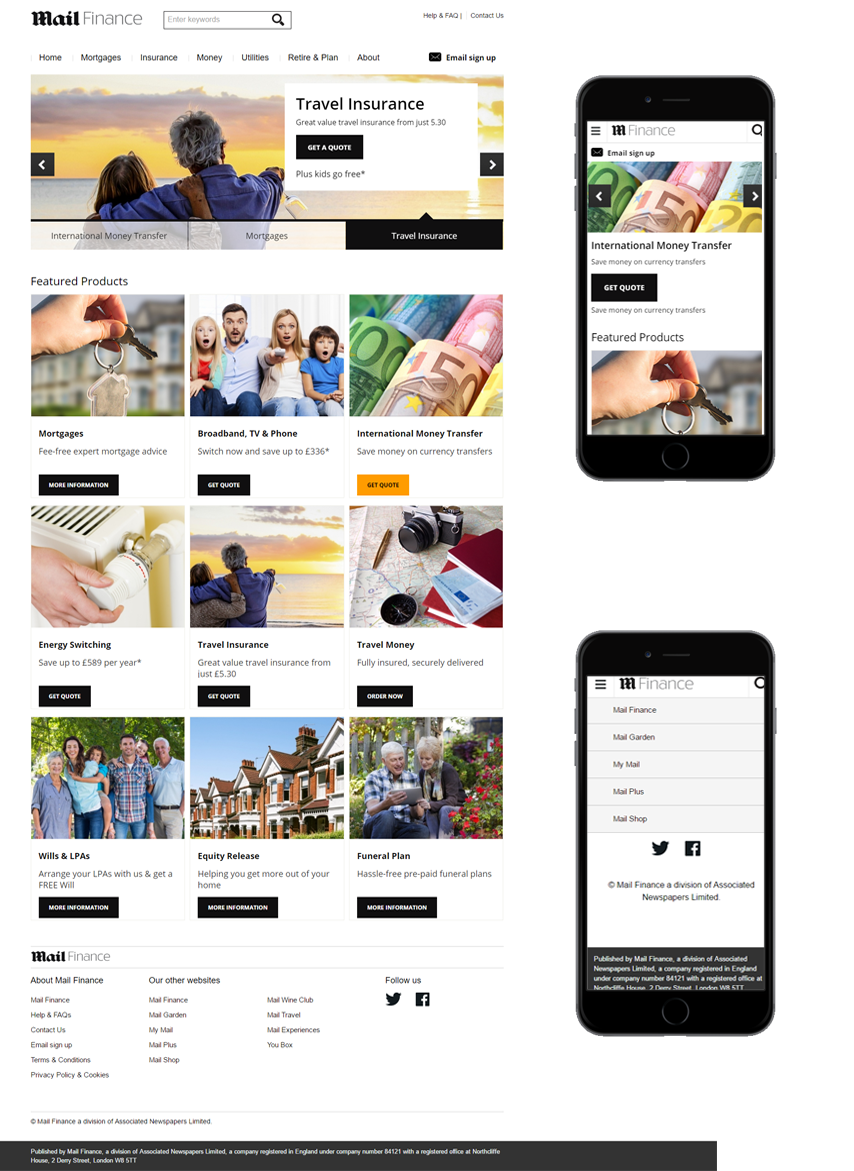 Mail Finance
Enter keywords
Help & FAQ | Contact Us
Home Mortgages Insurance Money Utilities Retire & Plan About
Email sign up
Travel Insurance
Great value travel insurance from just 5.30
GET A QUOTE
Plus kids go free*
International Money Transfer Mortgages Travel Insurance
Featured Products
Mortgages
Fee-free expert mortgage advice
MORE INFORMATION
Broadband, TV & Phone
Switch now and save up to £336*
GET QUOTE
International Money Transfer
Save money on currency transfers
GET QUOTE
Energy Switching
Save up to £589 per year*
GET QUOTE
Travel Insurance
Great value travel insurance from
just £5.30
GET QUOTE
Travel Money
Fully insured, securely delivered
ORDER NOW
Wills & LPAs
Arrange your LPAs with us & get a
FREE Will
MORE INFORMATION
Equity Release
Helping you get more out of your
home
MORE INFORMATION
Funeral Plan
Hassle-free pre-paid funeral plans
MORE INFORMATION
Mail Finance
About Mail Finance
Mail Finance
Help & FAQs
Contact Us
Email sign up
Terms & Conditions
Privacy Policy & Cookies
Our other websites
Mail Finance
Mail Garden
My Mail
Mail Plus
Mail Shop
Mail Wine Club
Mail Travel
Mail Experiences
You Box
Follow us
© Mail Finance a division of Associated Newspapers Limited.
Published by Mail Finance, a division of Associated Newspapers Limited, a company registered in England under company number 84121 with a registered office at Northcliffe
House, 2 Derry Street, London W8 5TT
M Finance
Email sign up
International Money Transfer
Save money on currency transfers
GET QUOTE
Save money on currency transfers
Featured Products
M Finance
Mail Finance
Mail Garden
My Mail
Mail Plus
Mail Shop
© Mail Finance a division of Associated
Newspapers Limited.
Published by Mail Finance, a division of Associated
Newspapers Limited, a company registered in England
under company number 84121 with a registered office at
Northcliffe House, 2 Derry Street, London W8 5TT